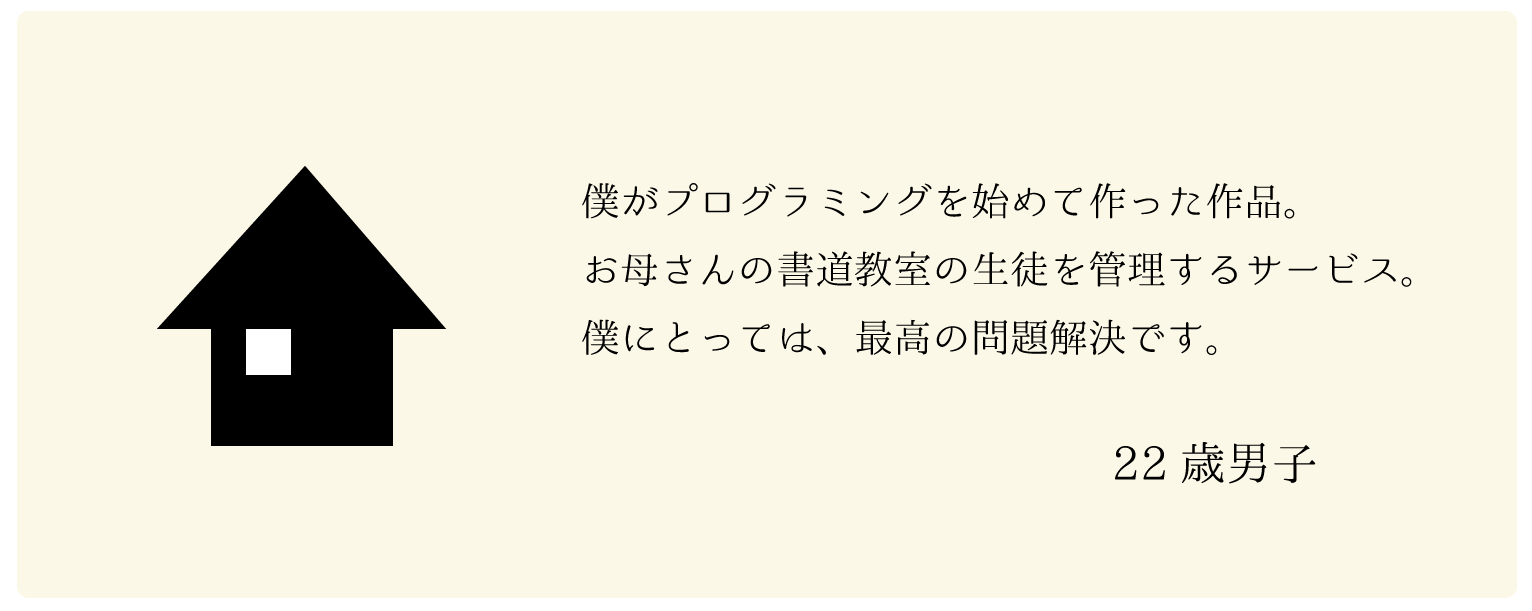 僕がプログラミングを始めて作った作品。
お母さんの書道教室の生徒を管理するサービス。
僕にとっては、最高の問題解決です。
22 歳男子